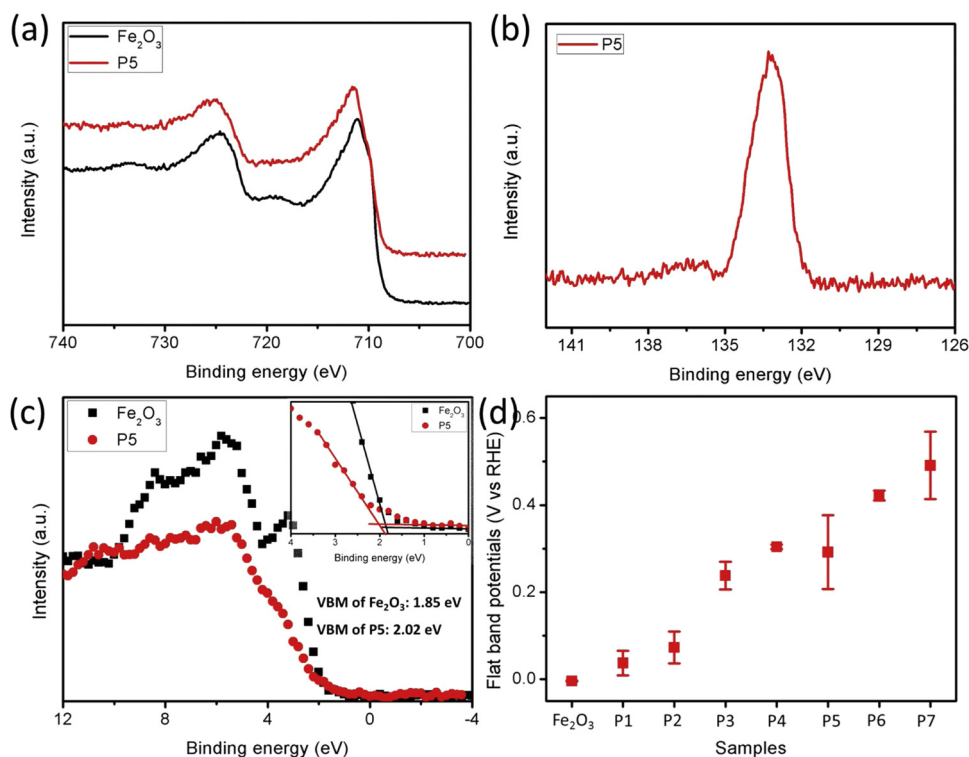 (a)
Fe₂O₃
P5
Intensity (a.u.)
740 730 720 710 700
Binding energy (eV)
(b)
P5
Intensity (a.u.)
141 138 135 132 129 126
Binding energy (eV)
(c)
Fe₂O₃
P5
Intensity (a.u.)
Fe₂O₃
P5
4 3 2 1 0
Binding energy (eV)
VBM of Fe₂O₃: 1.85 eV
VBM of P5: 2.02 eV
12 8 4 0 -4
Binding energy (eV)
(d)
Flat band potentials (V vs RHE)
0.6
0.4
0.2
0.0
Fe₂O₃ P1 P2 P3 P4 P5 P6 P7
Samples